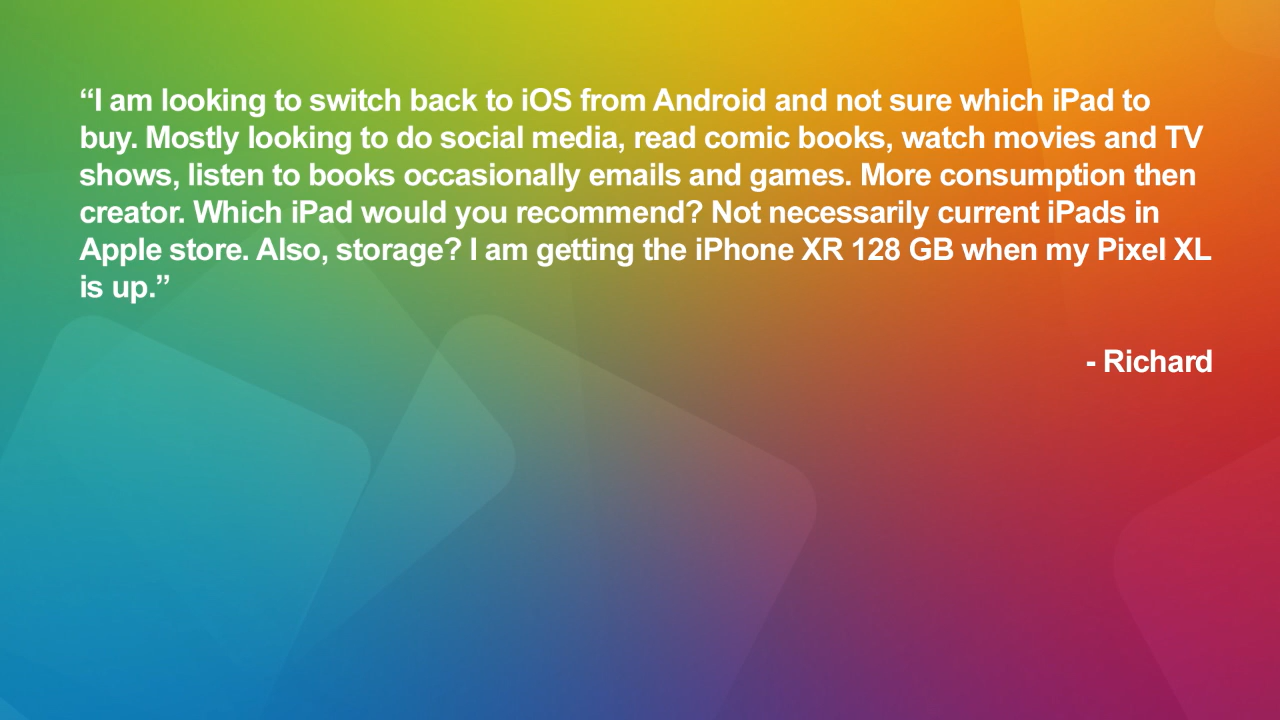 “I am looking to switch back to iOS from Android and not sure which iPad to
buy. Mostly looking to do social media, read comic books, watch movies and TV
shows, listen to books occasionally emails and games. More consumption then
creator. Which iPad would you recommend? Not necessarily current iPads in
Apple store. Also, storage? I am getting the iPhone XR 128 GB when my Pixel XL
is up.”
- Richard